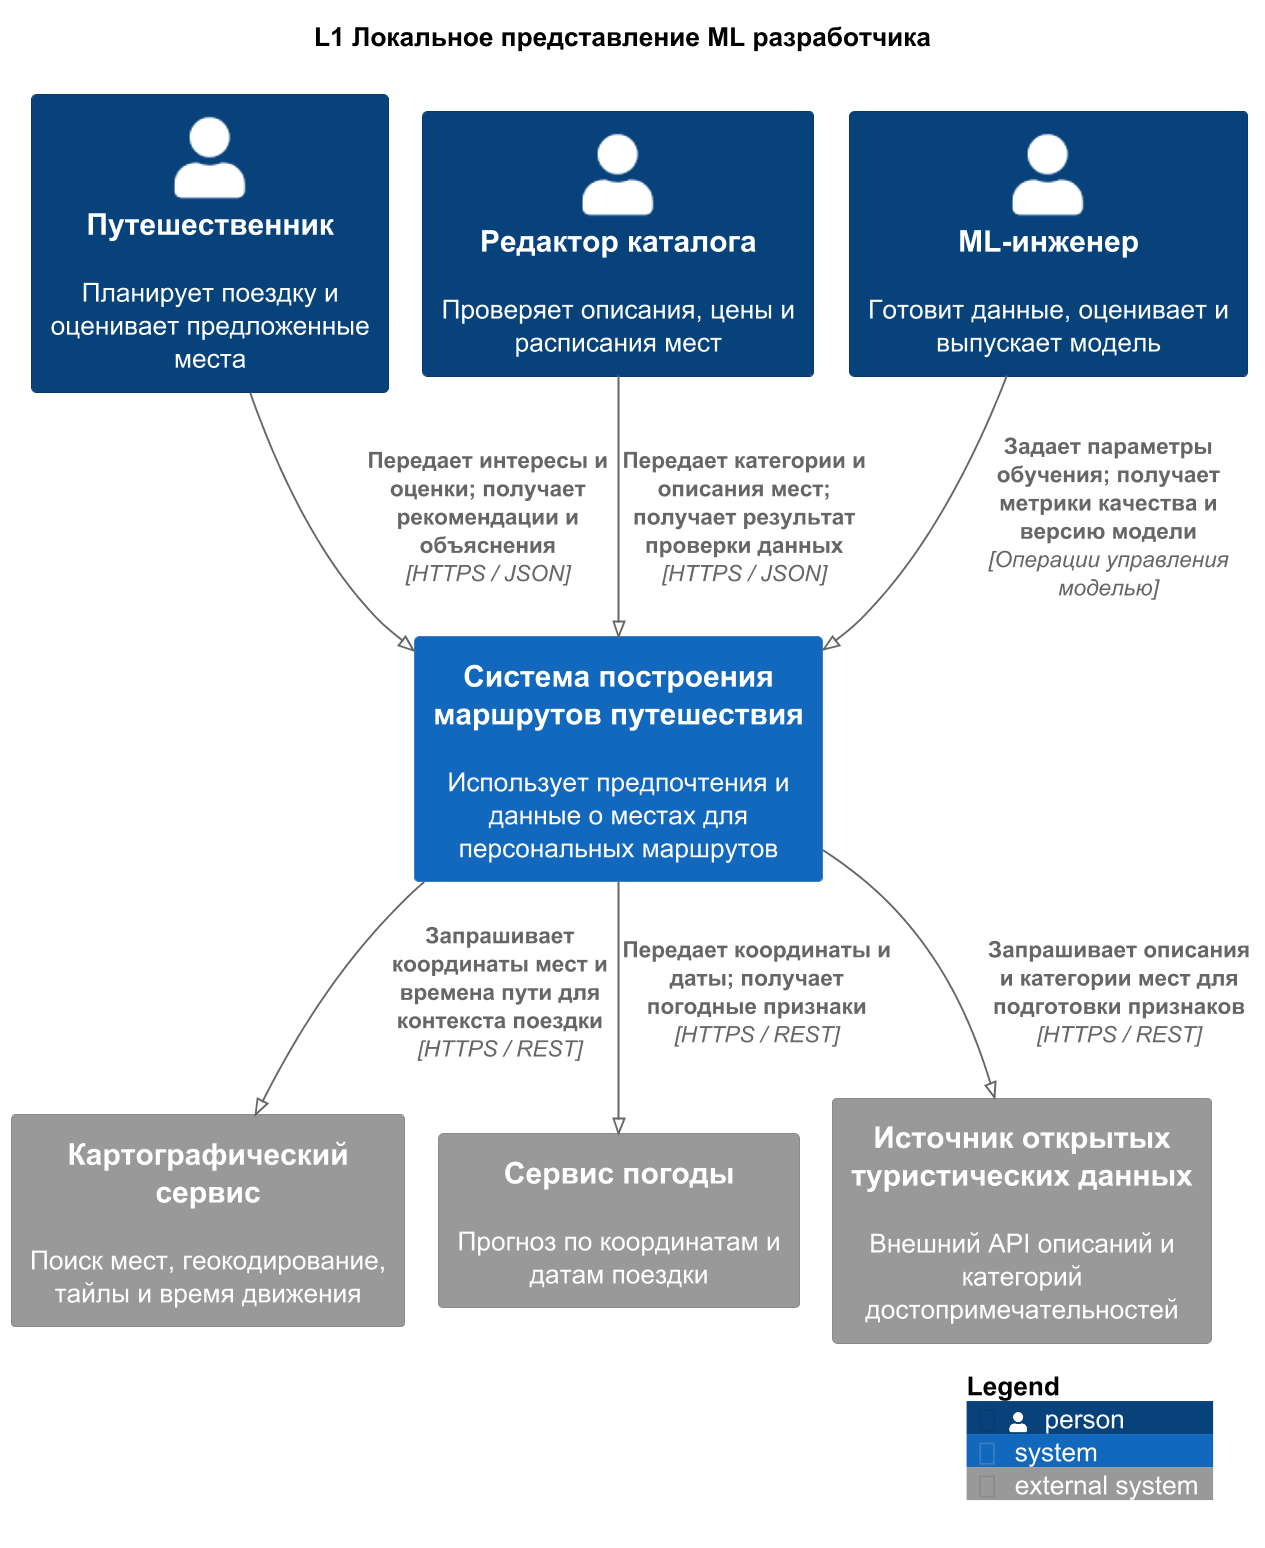 L1 Локальное представление ML разработчика
Путешественник
Планирует поездку и
оценивает предложенные
места
Редактор каталога
Проверяет описания, цены и
расписания мест
ML-инженер
Готовит данные, оценивает и
выпускает модель
Передает интересы и
оценки; получает
рекомендации и
объяснения
[HTTPS / JSON]
Передает категории и
описания мест;
получает результат
проверки данных
[HTTPS / JSON]
Задает параметры
обучения; получает
метрики качества и
версию модели
[Операции управления
моделью]
Система построения
маршрутов путешествия
Использует предпочтения и
данные о местах для
персональных маршрутов
Запрашивает
координаты мест и
времена пути для
контекста поездки
[HTTPS / REST]
Передает координаты и
даты; получает
погодные признаки
[HTTPS / REST]
Запрашивает описания
и категории мест для
подготовки признаков
[HTTPS / REST]
Картографический
сервис
Поиск мест, геокодирование,
тайлы и время движения
Сервис погоды
Прогноз по координатам и
датам поездки
Источник открытых
туристических данных
Внешний API описаний и
категорий
достопримечательностей
Legend
person
system
external system